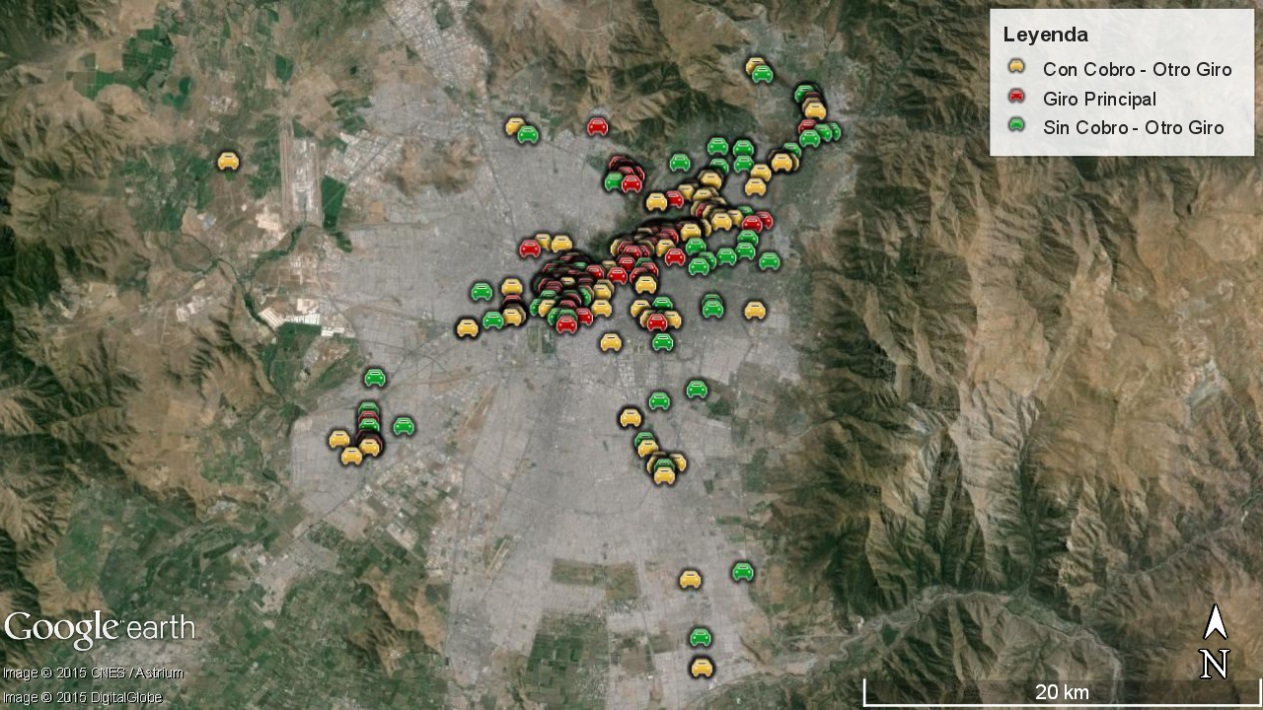 Leyenda
Con Cobro - Otro Giro
Giro Principal
Sin Cobro - Otro Giro
Google earth
Image © 2015 CNES / Astrium
Image © 2015 DigitalGlobe
N
20 km